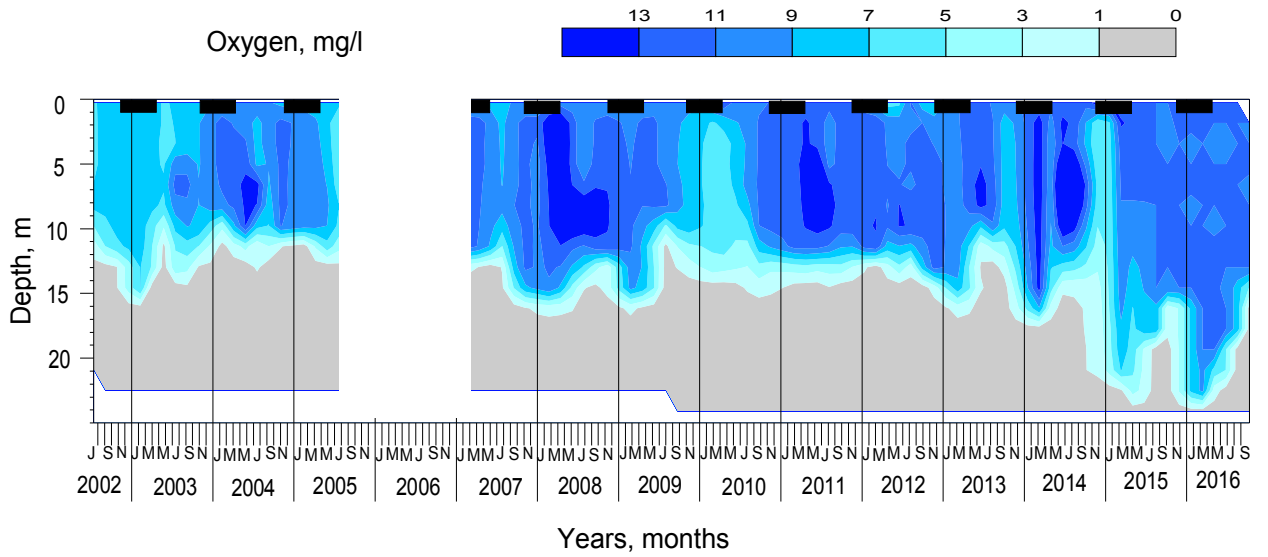 13 11 9 7 5 3 1 0
Oxygen, mg/l
0
5
10
15
20
Depth, m
J S N J M M J S N J M M J S N J M M J S N J M M J S N J M M J S N J M M J S N J M M J S N J M M J S N J M M J S N J M M J S N J M M J S N J M M J S N J M M J S N J M M J S
2002 2003 2004 2005 2006 2007 2008 2009 2010 2011 2012 2013 2014 2015 2016
Years, months